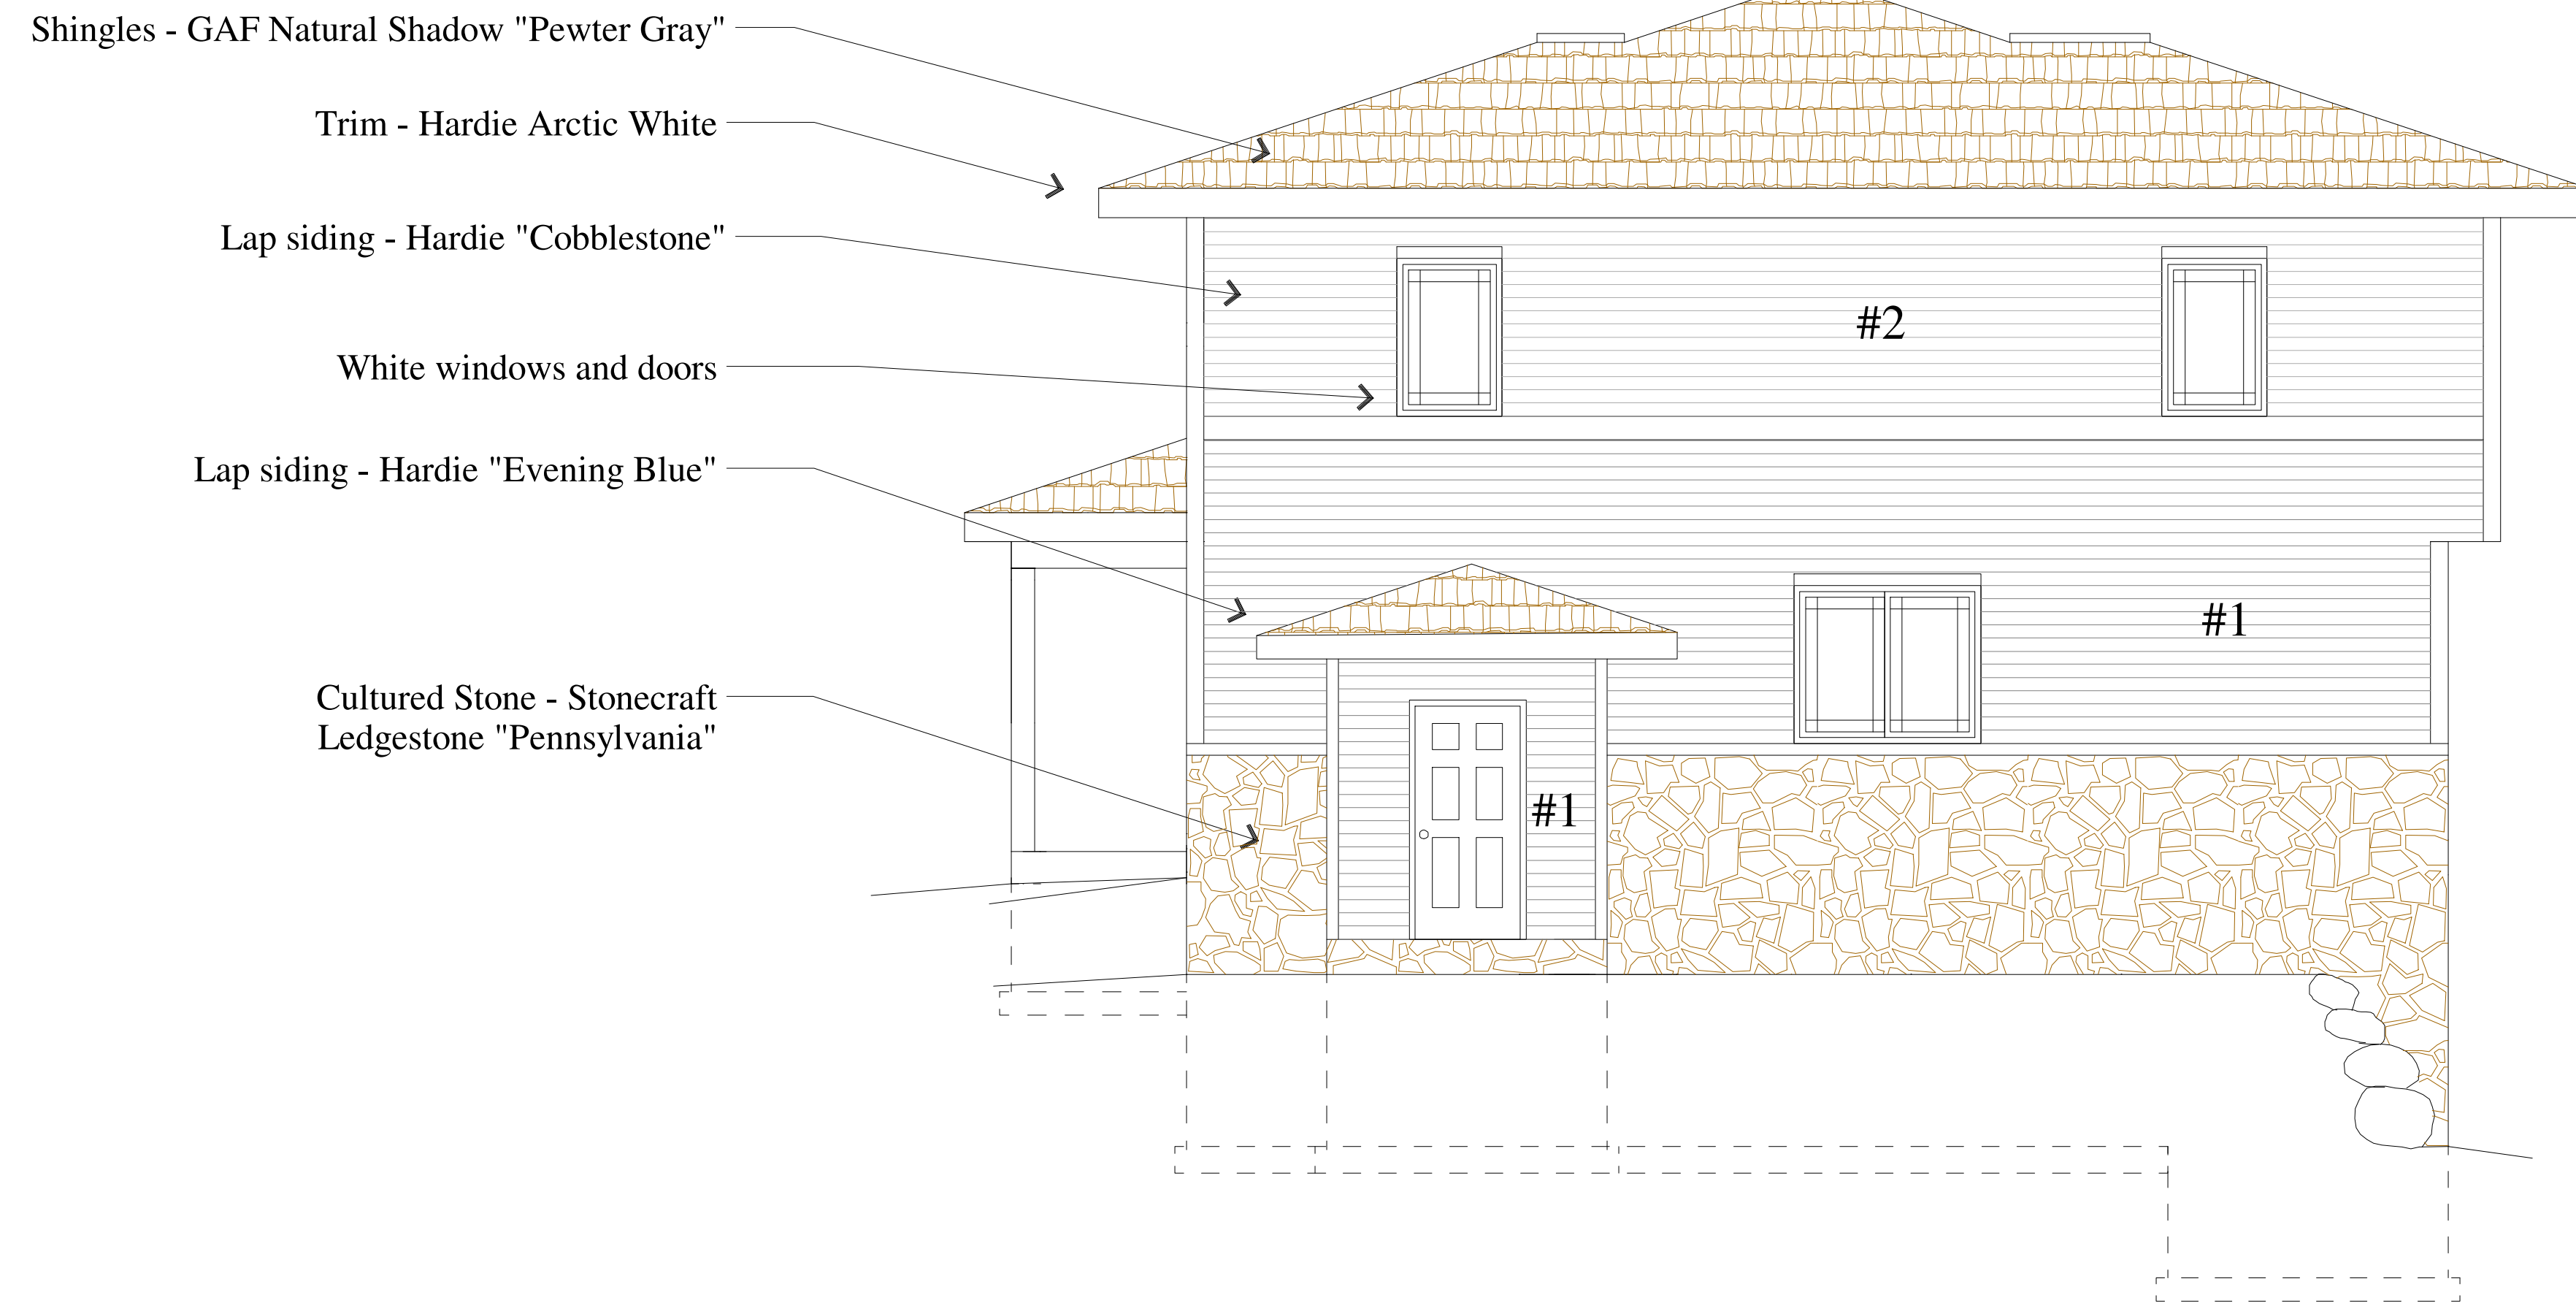 Shingles - GAF Natural Shadow "Pewter Gray"
Trim - Hardie Arctic White
Lap siding - Hardie "Cobblestone"
#2
White windows and doors
Lap siding - Hardie "Evening Blue"
#1
Cultured Stone - Stonecraft
Ledgestone "Pennsylvania"
#1